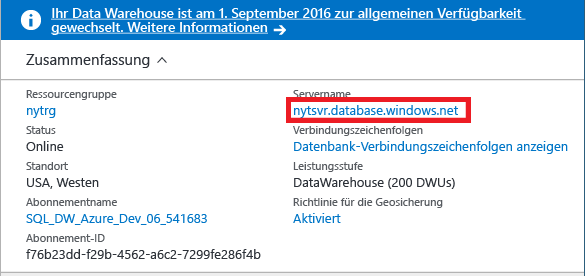 Ihr Data Warehouse ist am 1. September 2016 zur allgemeinen Verfügbarkeit
gewechselt. Weitere Informationen →
Zusammenfassung
Ressourcengruppe
nytrg
Status
Online
Standort
USA, Westen
Abonnementname
SQL_DW_Azure_Dev_06_541683
Abonnement-ID
f76b23dd-f29b-4562-a6c2-7299fe286f4b
Servername
nytsvr.database.windows.net
Verbindungszeichenfolgen
Datenbank-Verbindungszeichenfolgen anzeigen
Leistungsstufe
DataWarehouse (200 DWUs)
Richtlinie für die Geosicherung
Aktiviert